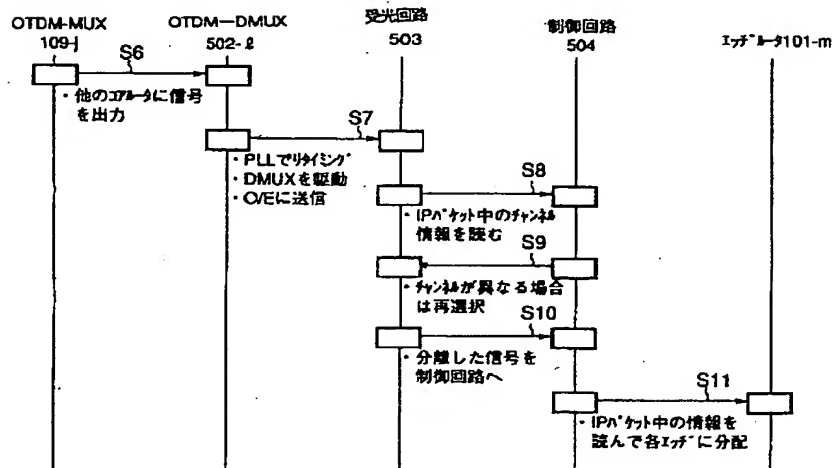 OTDM-MUX
109-j
OTDM—DMUX
502-ℓ
受光回路
503
制御回路
504
ｴｯｼﾞﾙｰﾀ101-m
S6
・他のｺｱﾙｰﾀに信号
を出力
S7
・PLLでﾘﾀｲﾐﾝｸﾞ
・DMUXを駆動
・O/Eに送信
S8
・IPﾊﾟｹｯﾄ中のﾁｬﾝﾈﾙ
情報を読む
S9
・ﾁｬﾝﾈﾙが異なる場合
は再選択
S10
・分離した信号を
制御回路へ
S11
・IPﾊﾟｹｯﾄ中の情報を
読んで各ｴｯｼﾞに分配